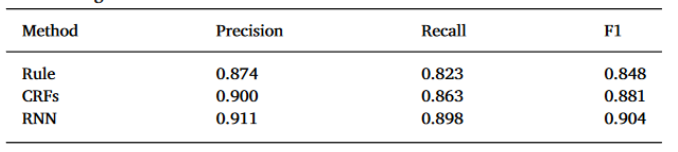 Method Precision Recall F1
Rule 0.874 0.823 0.848
CRFs 0.900 0.863 0.881
RNN 0.911 0.898 0.904